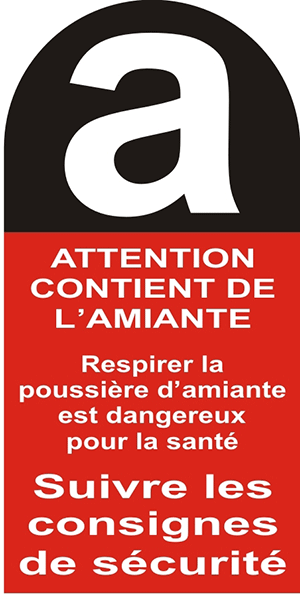 a
ATTENTION
CONTIENT DE
L'AMIANTE
Respirer la
poussière d'amiante
est dangereux
pour la santé
Suivre les
consignes
de sécurité